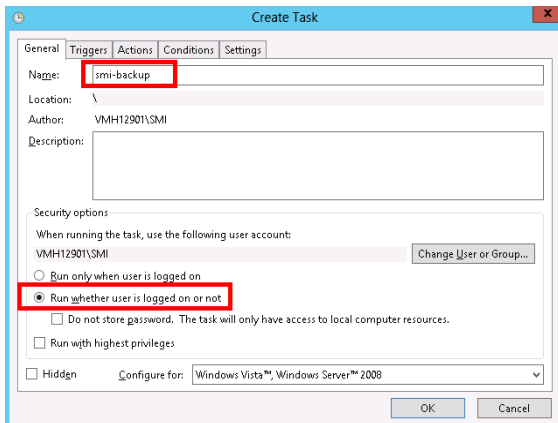 Create Task
x
General Triggers Actions Conditions Settings
Name: smi-backup
Location: \
Author: VMH12901\SMI
Description:
Security options
When running the task, use the following user account:
VMH12901\SMI Change User or Group...
Run only when user is logged on
Run whether user is logged on or not
Do not store password. The task will only have access to local computer resources.
Run with highest privileges
Hidden Configure for: Windows Vista™, Windows Server™ 2008
OK Cancel